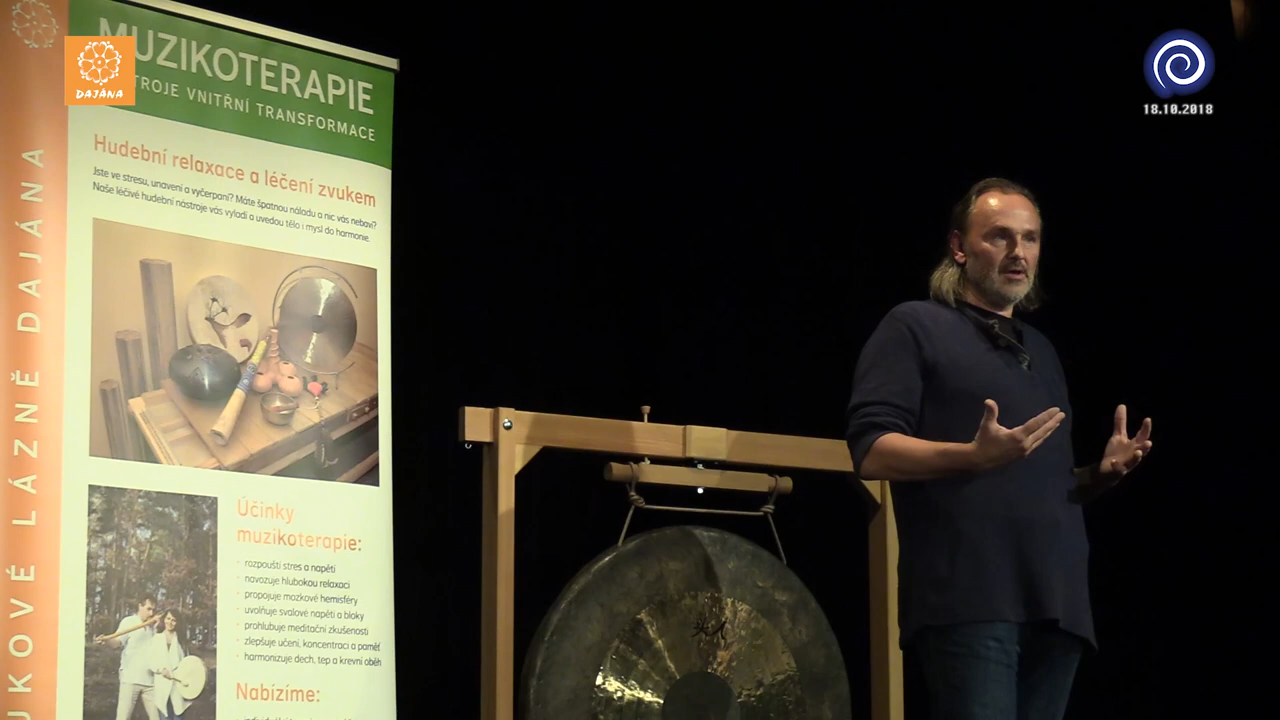 MUZIKOTERAPIE
TROJE VNITŘNÍ TRANSFORMACE
DAJÁNA
18.10.2018
Hudební relaxace a léčení zvukem
Jste ve stresu, unavení a vyčerpaní? Máte špatnou náladu a nic vás nebaví?
Naše léčivé hudební nástroje vás vyladí a uvedou tělo i mysl do harmonie.
UKOVÉ LÁZNĚ DAJÁNA
Účinky
muzikoterapie:
rozpouští stres a napětí
navozuje hlubokou relaxaci
propojuje mozkové hemisféry
uvolňuje svalové napětí a bloky
prohlubuje meditační zkušenosti
zlepšuje učení, koncentraci a paměť
harmonizuje dech, tep a krevní oběh
Nabízíme: